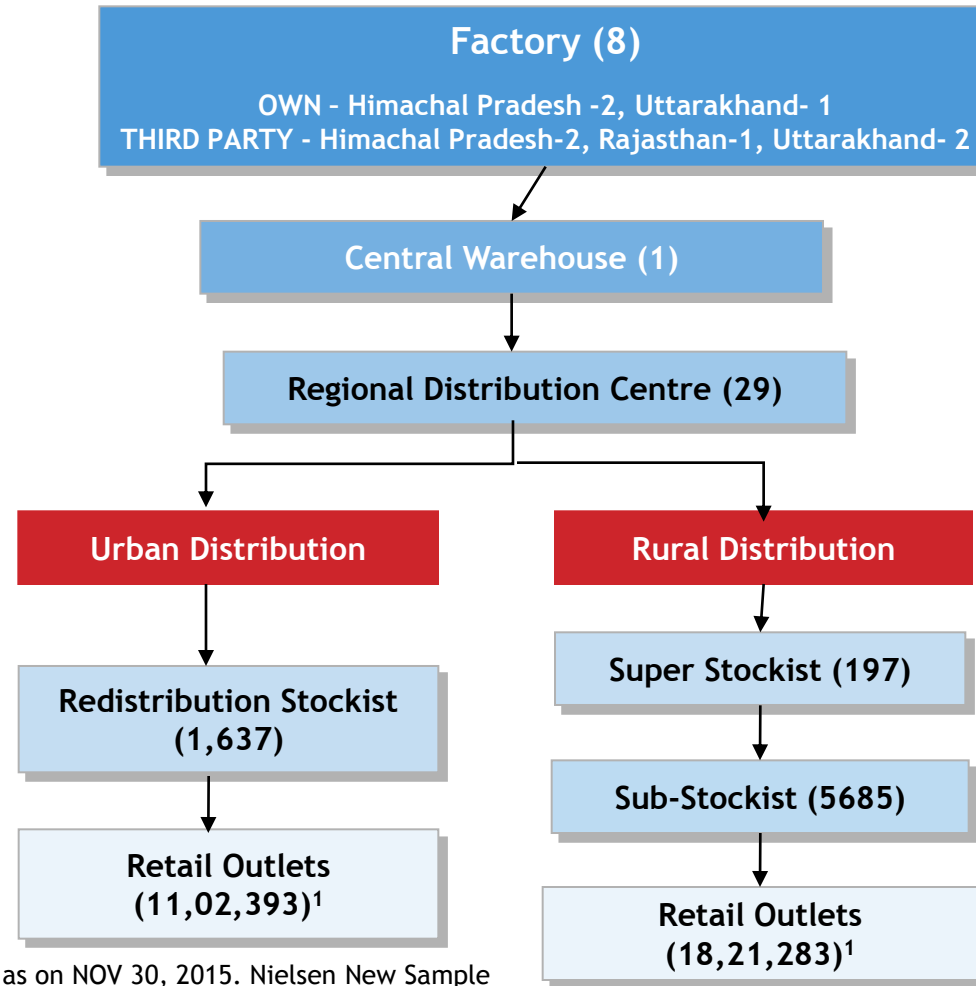 Factory (8)
OWN – Himachal Pradesh -2, Uttarakhand- 1
THIRD PARTY - Himachal Pradesh-2, Rajasthan-1, Uttarakhand- 2
Central Warehouse (1)
Regional Distribution Centre (29)
Urban Distribution
Redistribution Stockist
(1,637)
Retail Outlets
(11,02,393)¹
Rural Distribution
Super Stockist (197)
Sub-Stockist (5685)
Retail Outlets
(18,21,283)¹
as on NOV 30, 2015. Nielsen New Sample